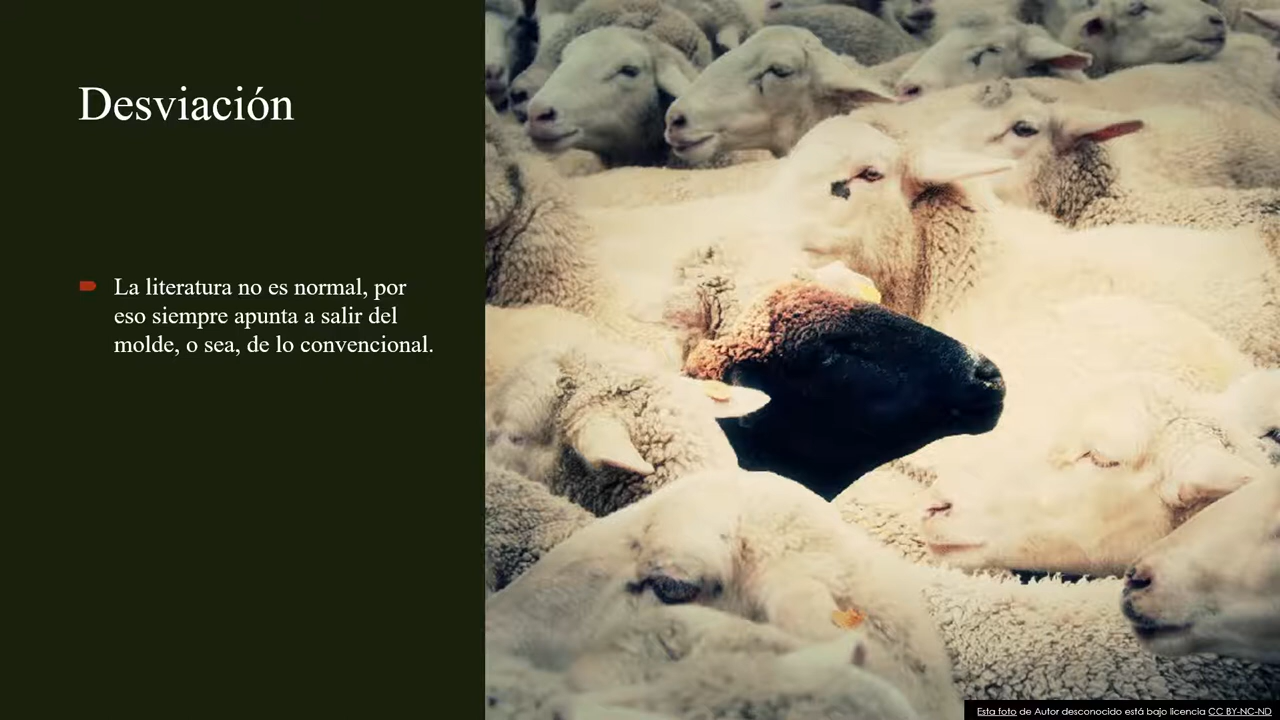 Desviación
La literatura no es normal, por
eso siempre apunta a salir del
molde, o sea, de lo convencional.
Esta foto de Autor desconocido está bajo licencia CC BY-NC-ND